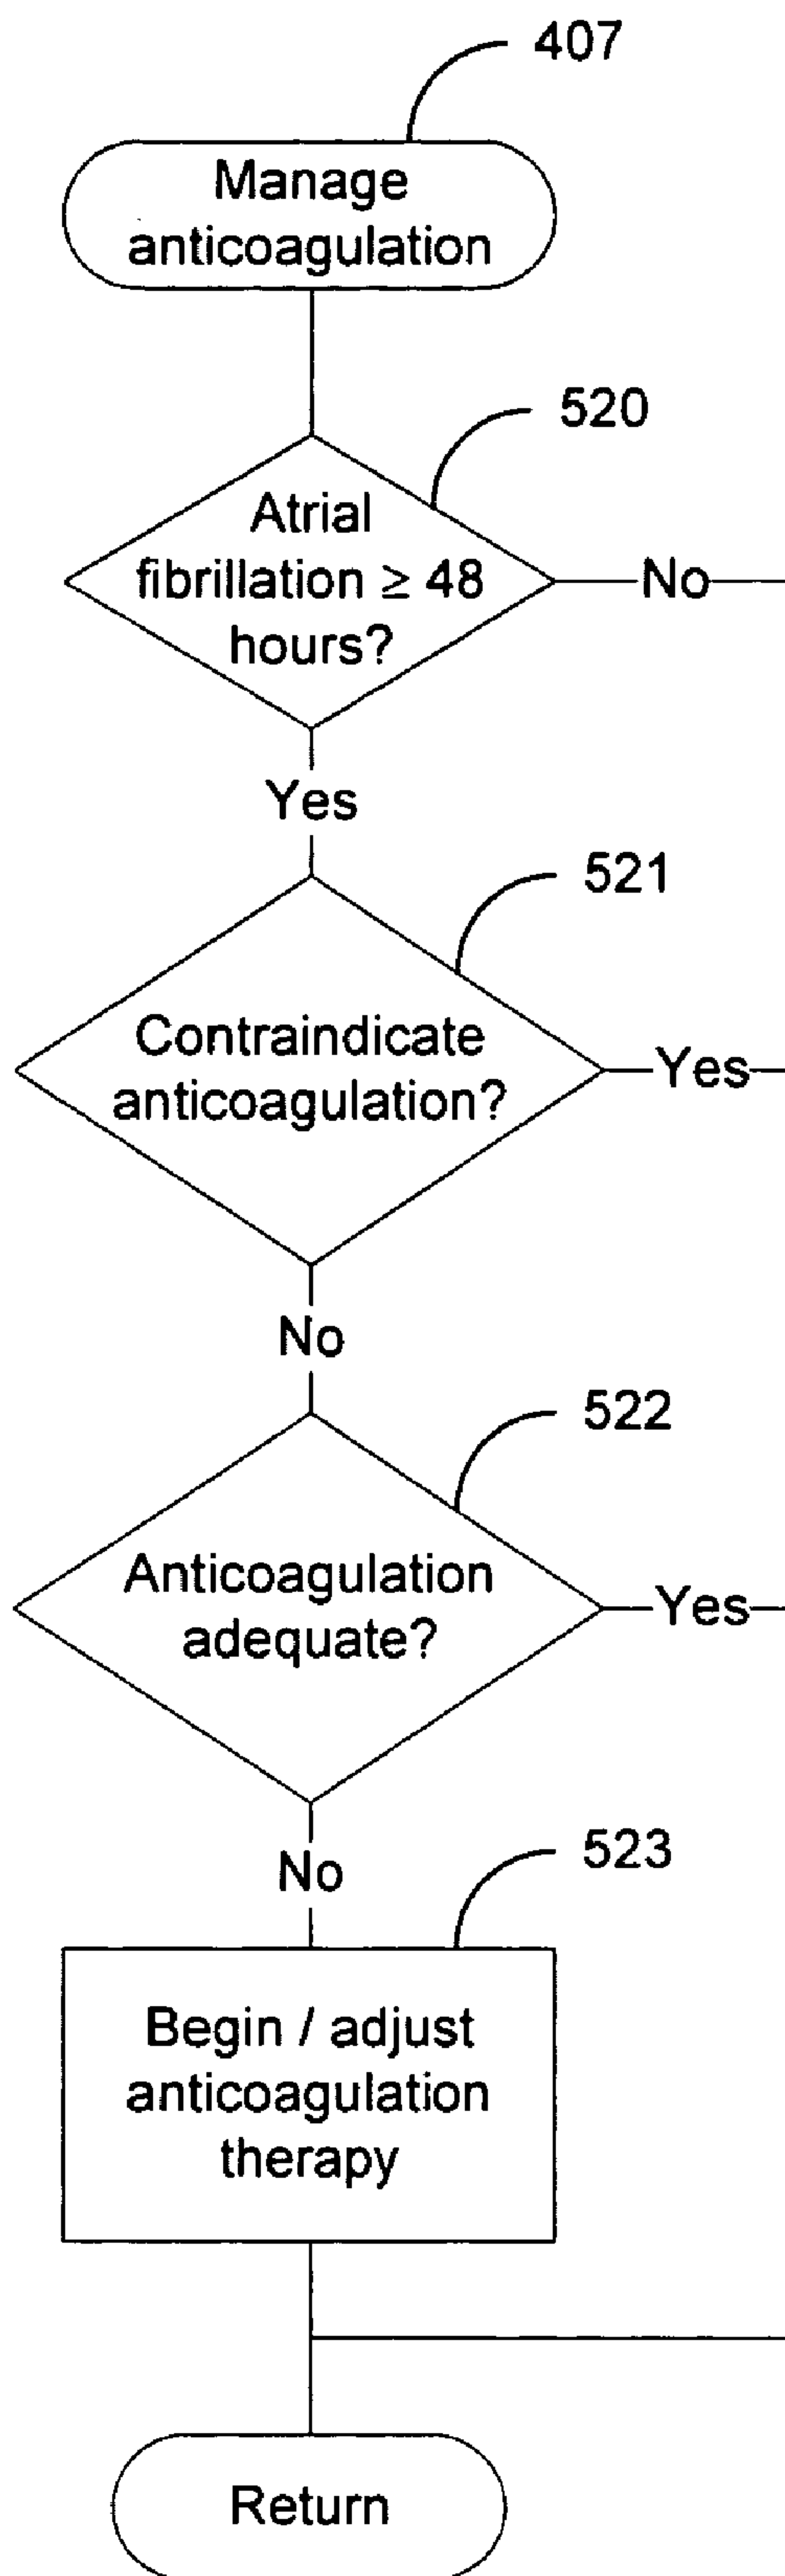 407
Manage
anticoagulation
520
Atrial
fibrillation ≥ 48
hours?
No
Yes
521
Contraindicate
anticoagulation?
Yes
No
522
Anticoagulation
adequate?
Yes
No
523
Begin / adjust
anticoagulation
therapy
Return